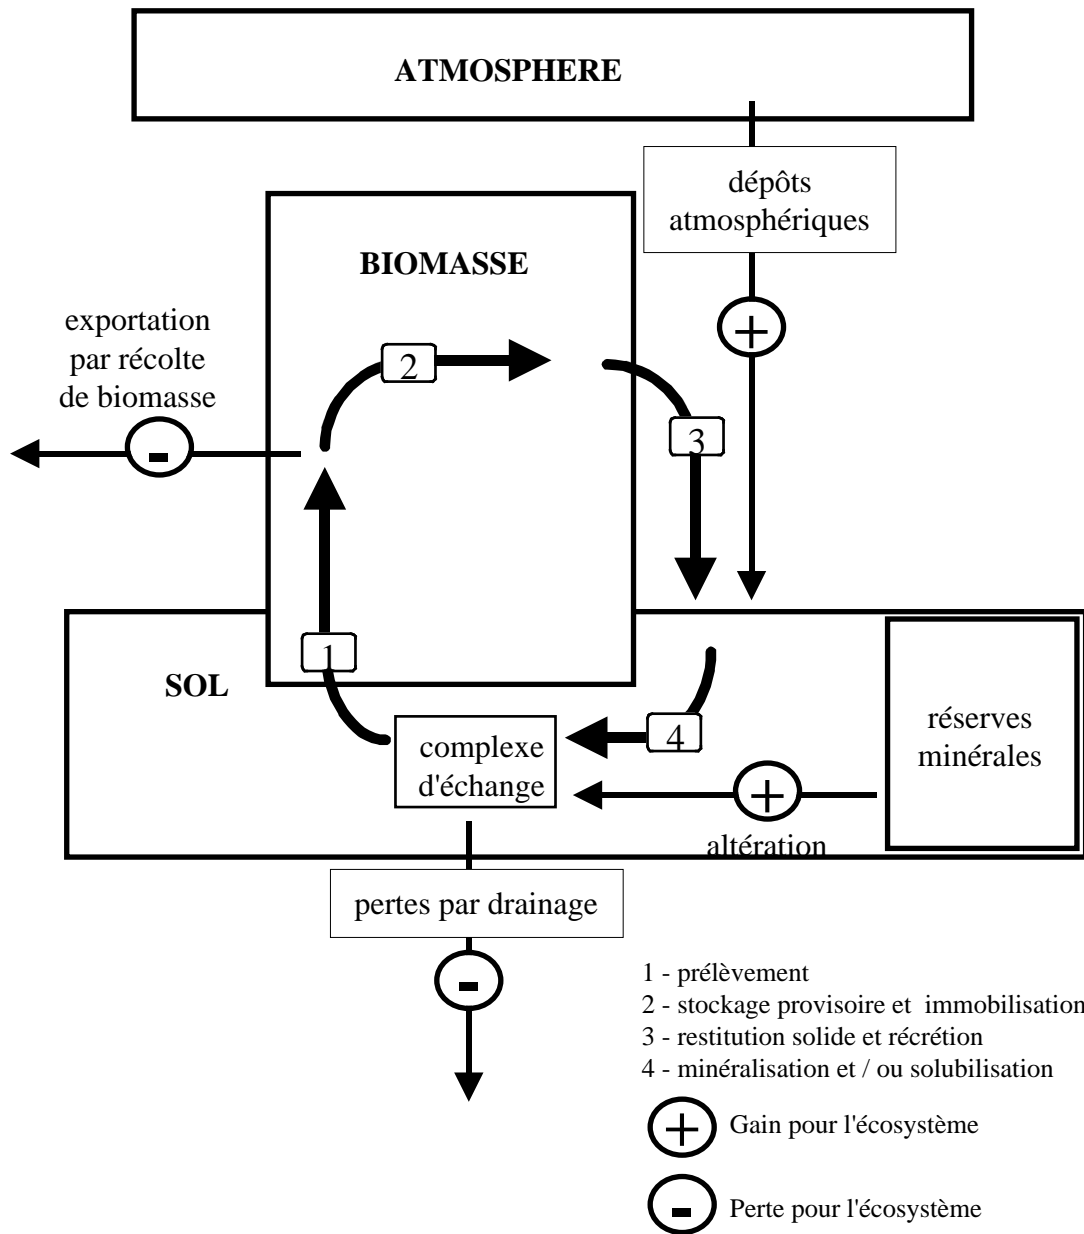 ATMOSPHERE
dépôts
atmosphériques
+
BIOMASSE
exportation
par récolte
de biomasse
-
2
3
1
SOL
4
complexe
d'échange
réserves
minérales
+
altération
pertes par drainage
-
1 - prélèvement
2 - stockage provisoire et immobilisation
3 - restitution solide et récrétion
4 - minéralisation et / ou solubilisation
+ Gain pour l'écosystème
- Perte pour l'écosystème